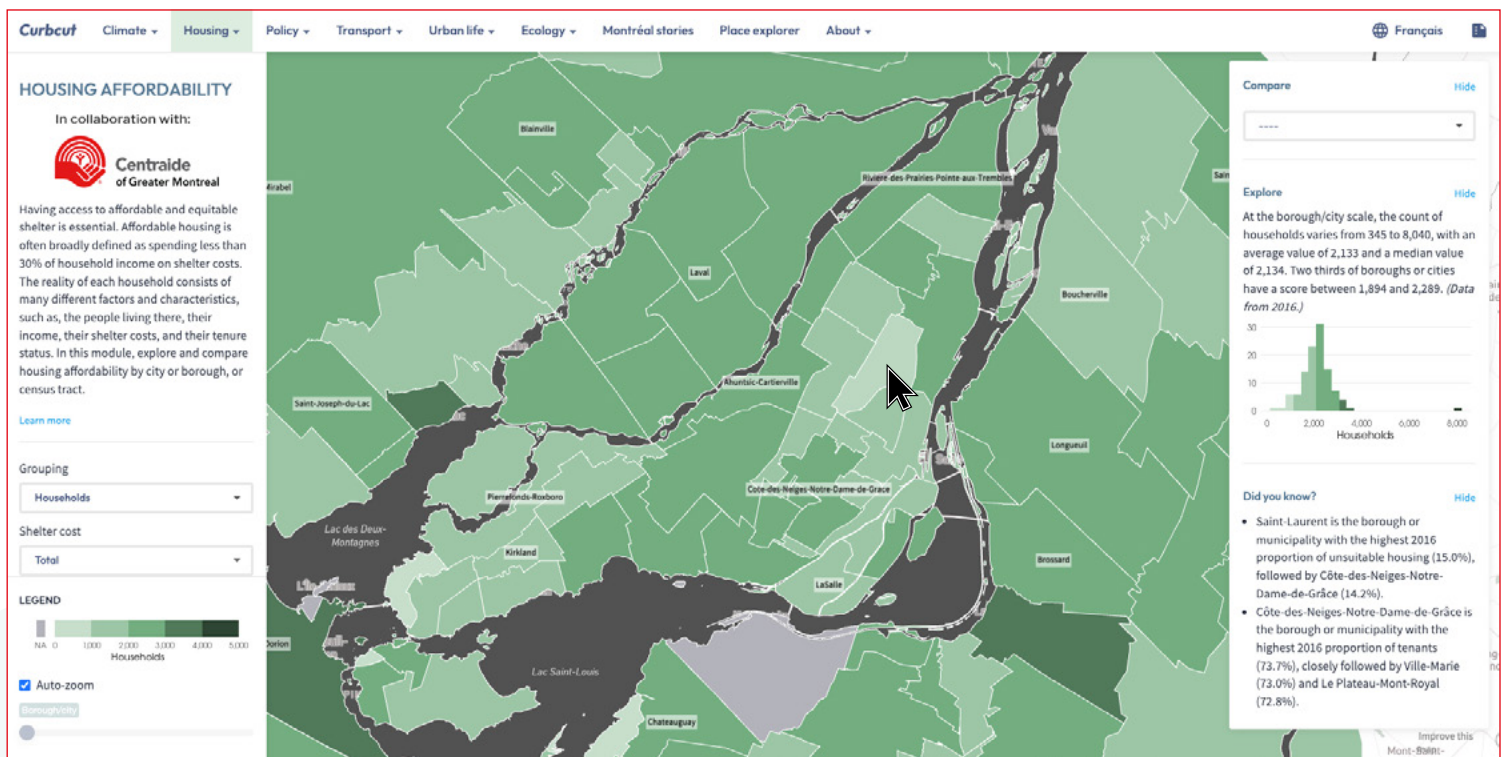 Curbcut
Climate
Housing
Policy
Transport
Urban life
Ecology
Montréal stories
Place explorer
About
Français
HOUSING AFFORDABILITY
In collaboration with:
Centraide
of Greater Montreal
Having access to affordable and equitable
shelter is essential. Affordable housing is
often broadly defined as spending less than
30% of household income on shelter costs.
The reality of each household consists of
many different factors and characteristics,
such as, the people living there, their
income, their shelter costs, and their tenure
status. In this module, explore and compare
housing affordability by city or borough, or
census tract.
Learn more
Grouping
Households
Shelter cost
Total
LEGEND
NA 0 1,000 2,000 3,000 4,000 5,000
Households
Auto-zoom
Borough/city
Blainville
Mirabel
Rivière-des-Prairies-Pointe-aux-Trembles
Laval
Boucherville
Ahuntsic-Cartierville
Saint-Joseph-du-Lac
Longueuil
Cote-des-Neiges-Notre-Dame-de-Grace
Pierrefonds-Roxboro
Lac des Deux-
Montagnes
Kirkland
Brossard
LaSalle
Dorion
Lac Saint-Louis
Chateauguay
Compare
Hide
----
Explore
Hide
At the borough/city scale, the count of
households varies from 345 to 8,040, with an
average value of 2,133 and a median value
of 2,134. Two thirds of boroughs or cities
have a score between 1,894 and 2,289. (Data
from 2016.)
30
20
10
0
0 2,000 4,000 6,000 8,000
Households
Did you know?
Hide
• Saint-Laurent is the borough or
municipality with the highest 2016
proportion of unsuitable housing (15.0%),
followed by Côte-des-Neiges-Notre-
Dame-de-Grâce (14.2%).
• Côte-des-Neiges-Notre-Dame-de-Grâce is
the borough or municipality with the
highest 2016 proportion of tenants
(73.7%), closely followed by Ville-Marie
(73.0%) and Le Plateau-Mont-Royal
(72.8%).
Improve this